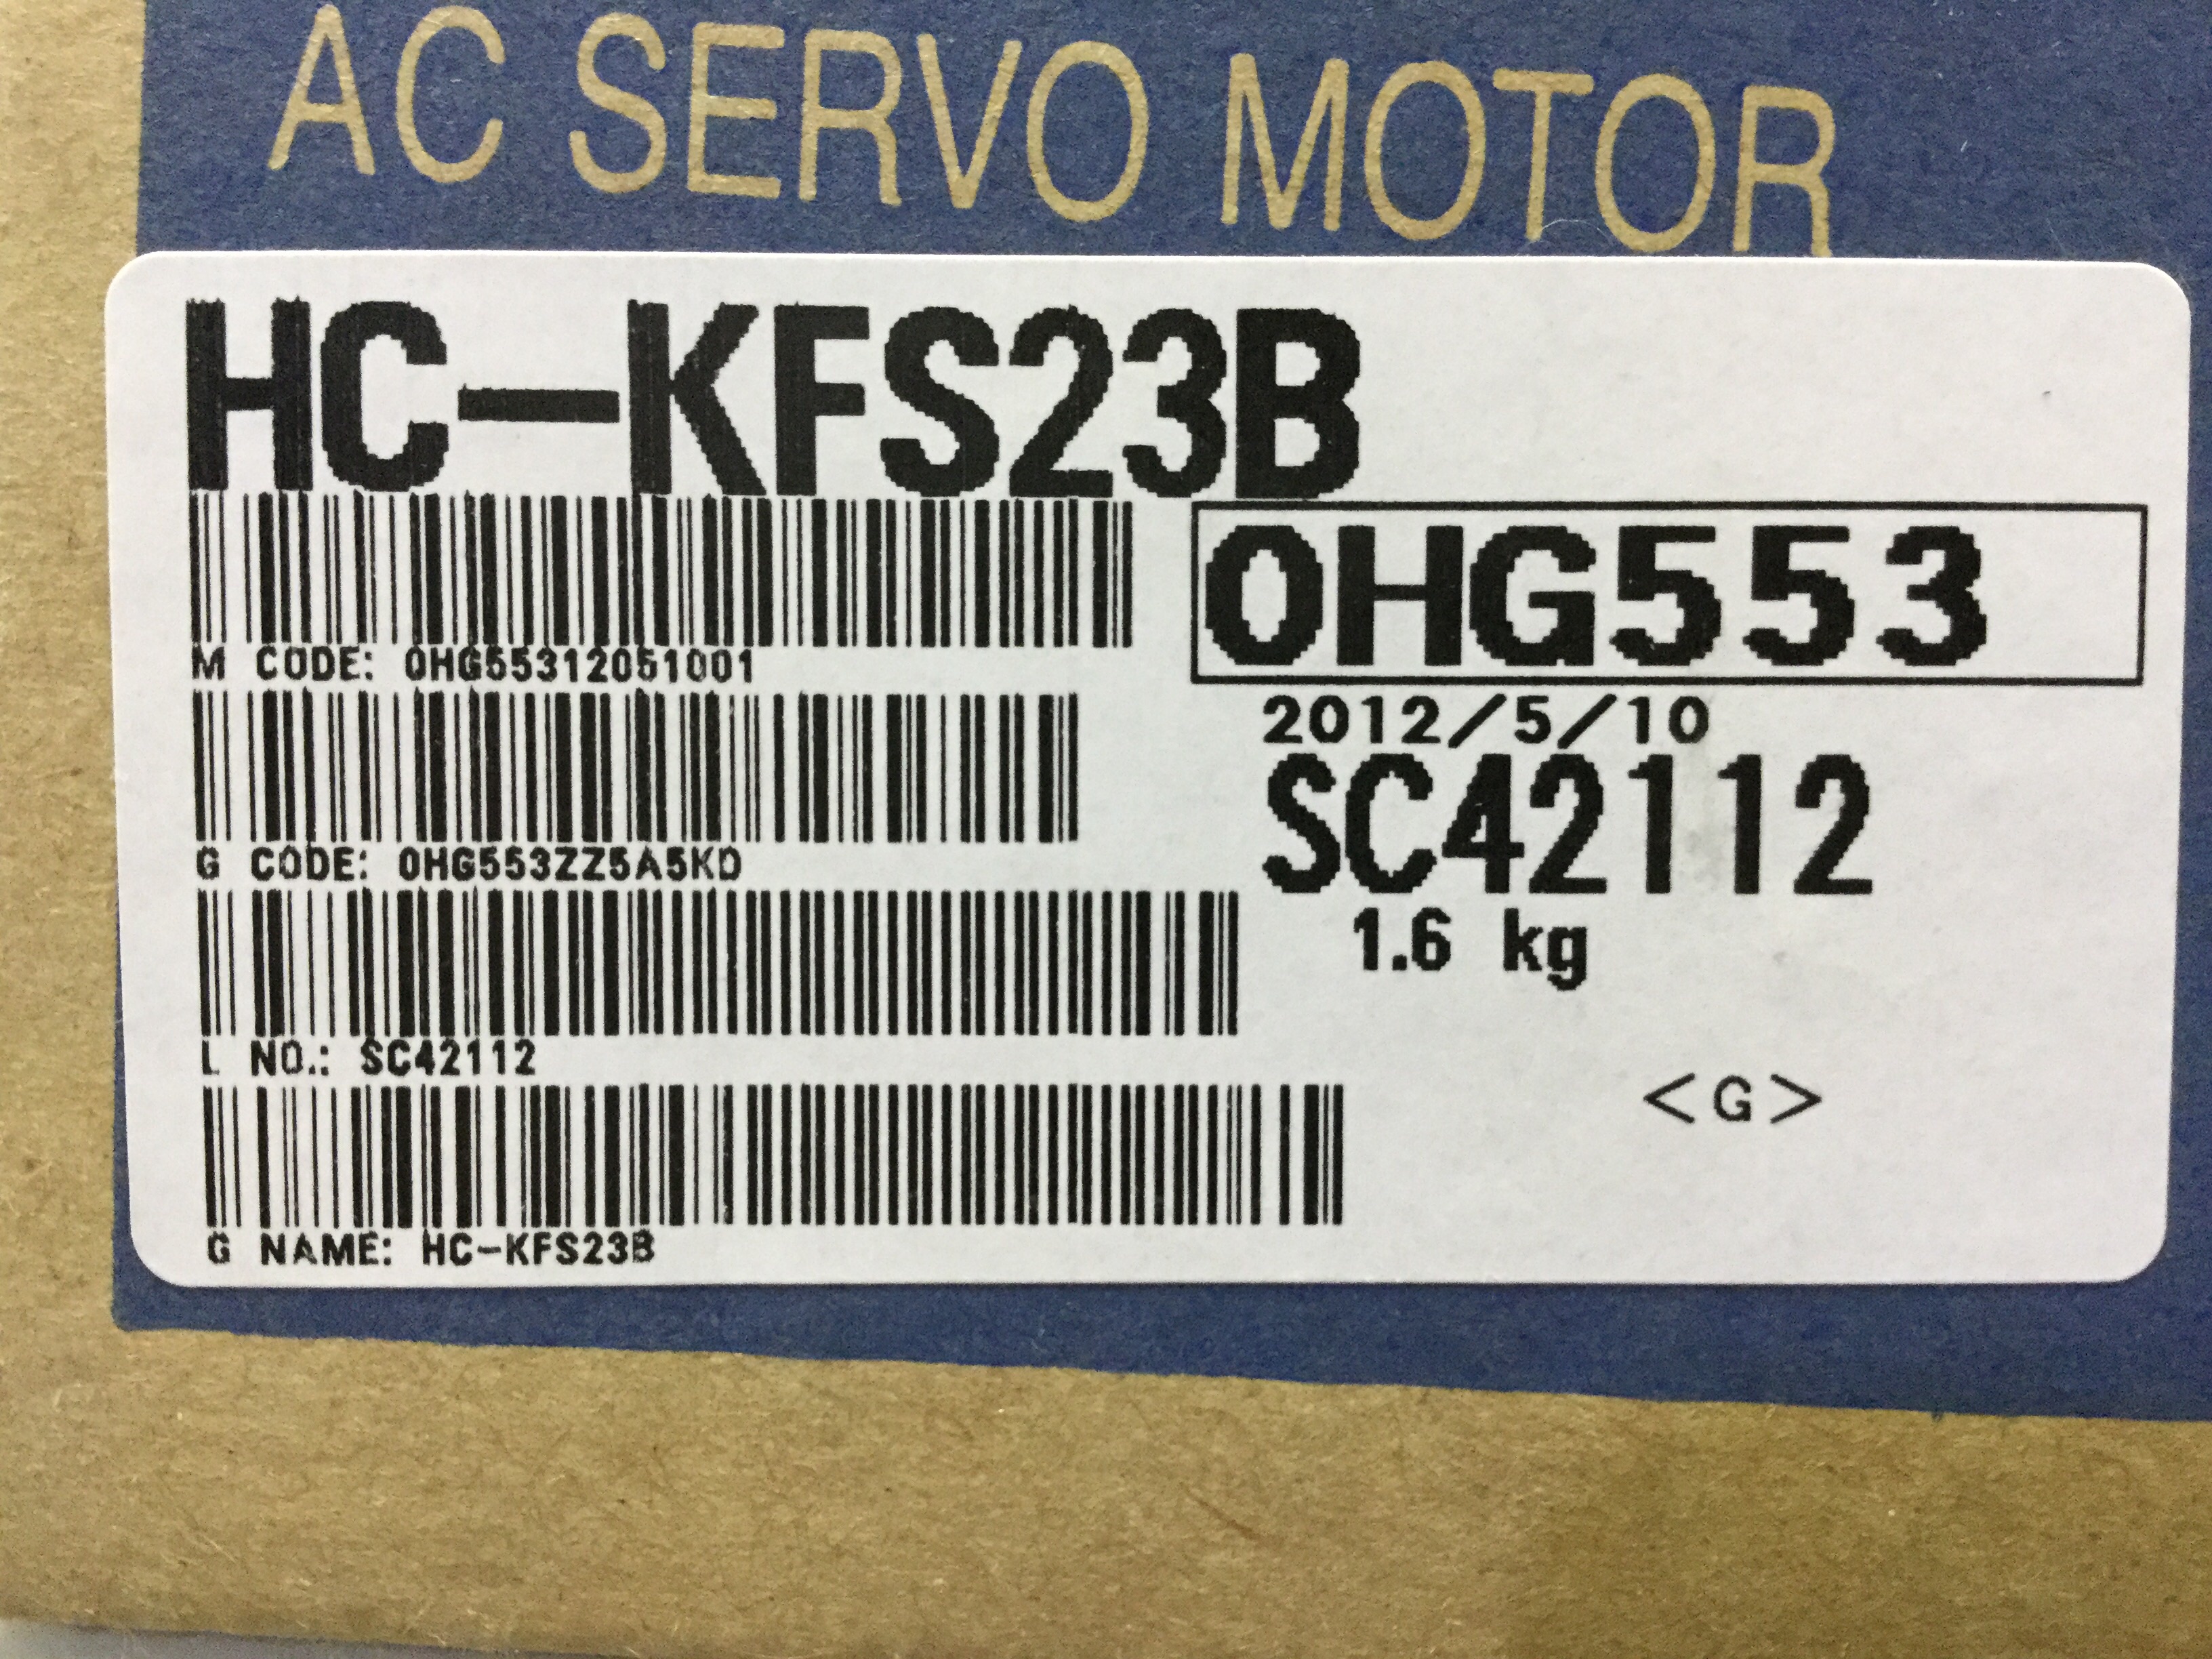 AC SERVO MOTOR
HC-KFS23B
0HG553
M CODE: 0HG55312051001
2012/5/10
SC42112
G CODE: 0HG553ZZ5A5KD
1.6 kg
L NO.: SC42112
<G>
G NAME: HC-KFS23B